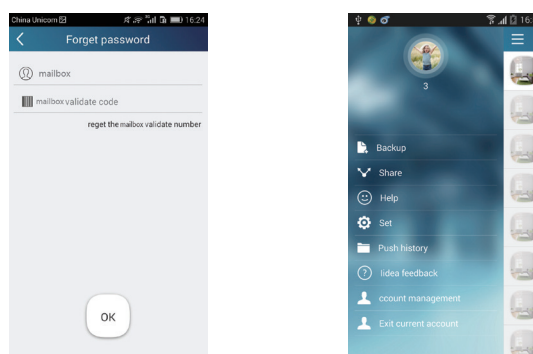 China Unicom 16:24
Forget password
mailbox
mailbox validate code
reget the mailbox validate number
OK
16:
3
Backup
Share
Help
Set
Push history
Iidea feedback
ccount management
Exit current account